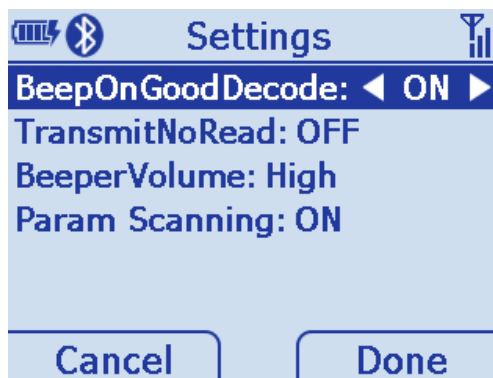 Settings
BeepOnGoodDecode: ◀ ON ▶
TransmitNoRead: OFF
BeeperVolume: High
Param Scanning: ON
Cancel Done